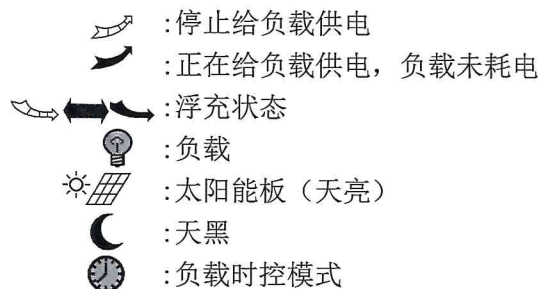 :停止给负载供电
:正在给负载供电，负载未耗电
:浮充状态
:负载
:太阳能板（天亮）
:天黑
:负载时控模式